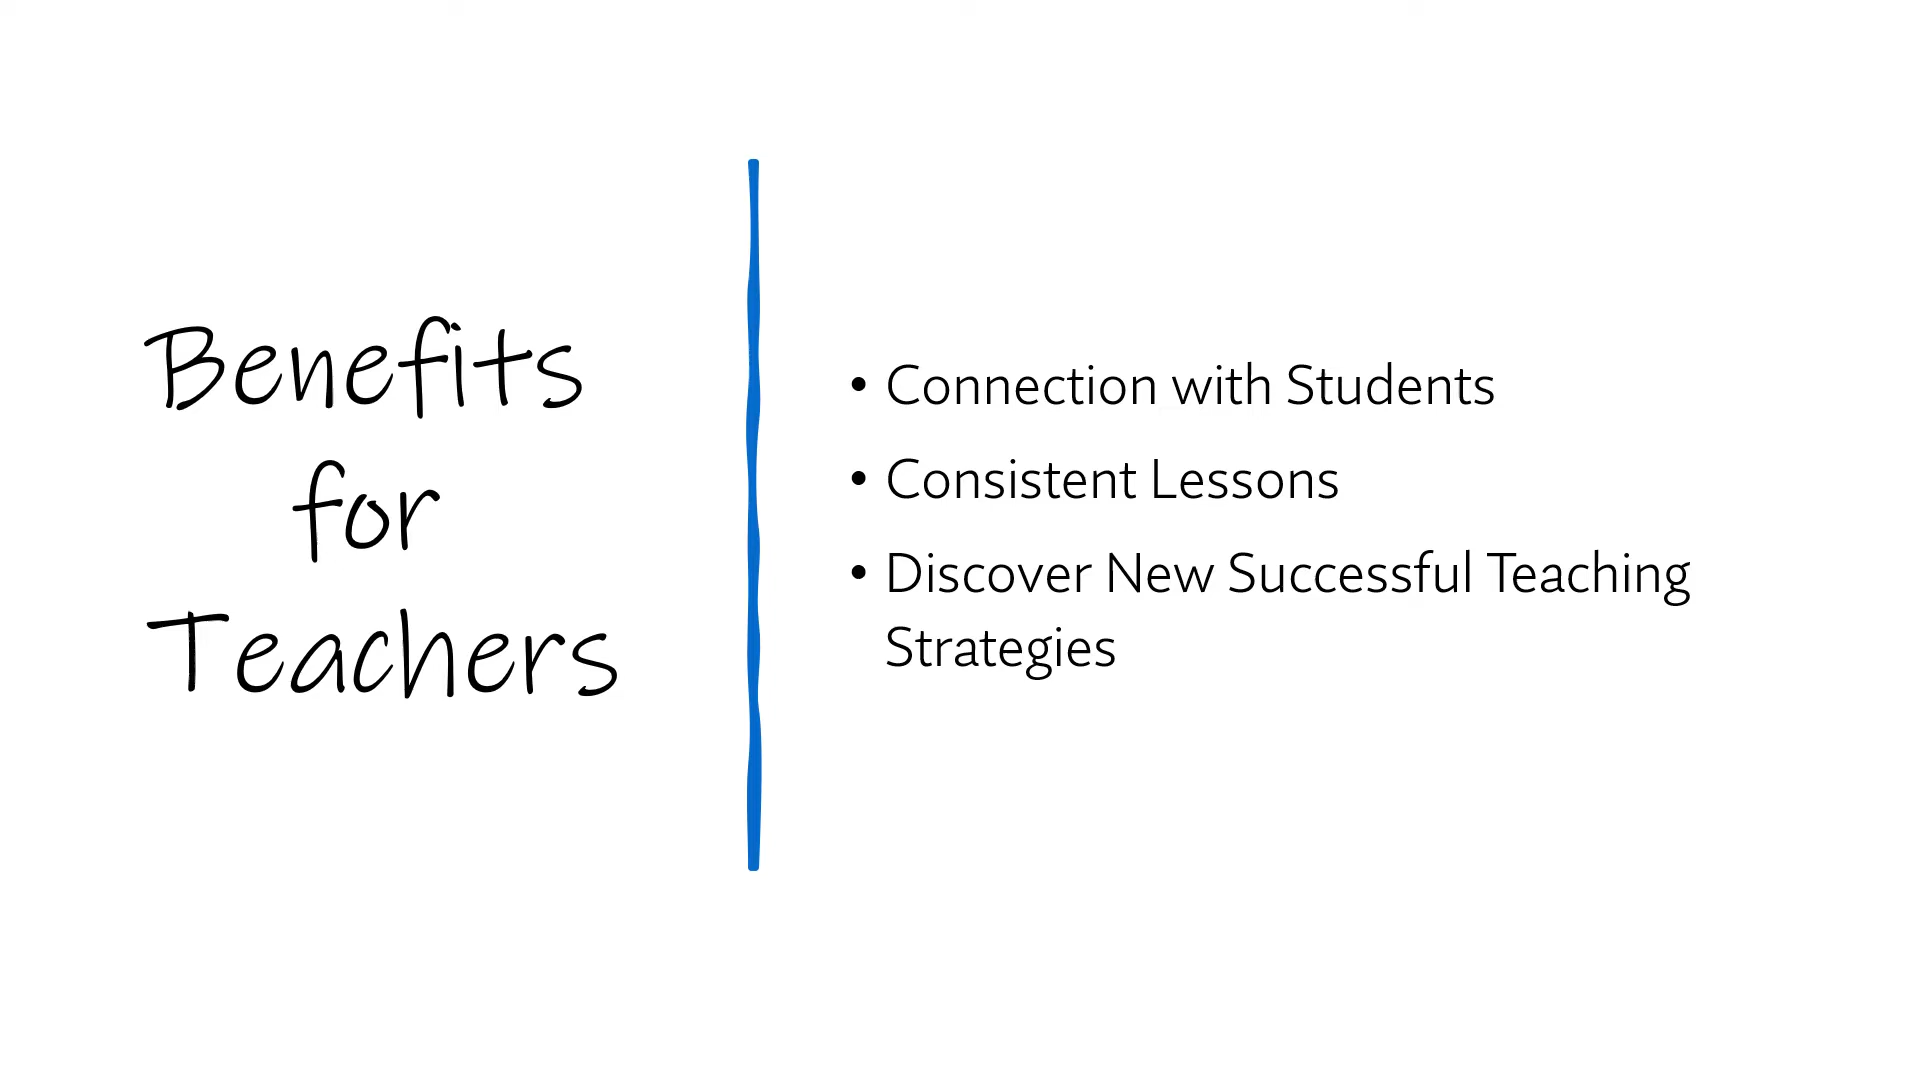 Benefits
for
Teachers
• Connection with Students
• Consistent Lessons
• Discover New Successful Teaching
Strategies